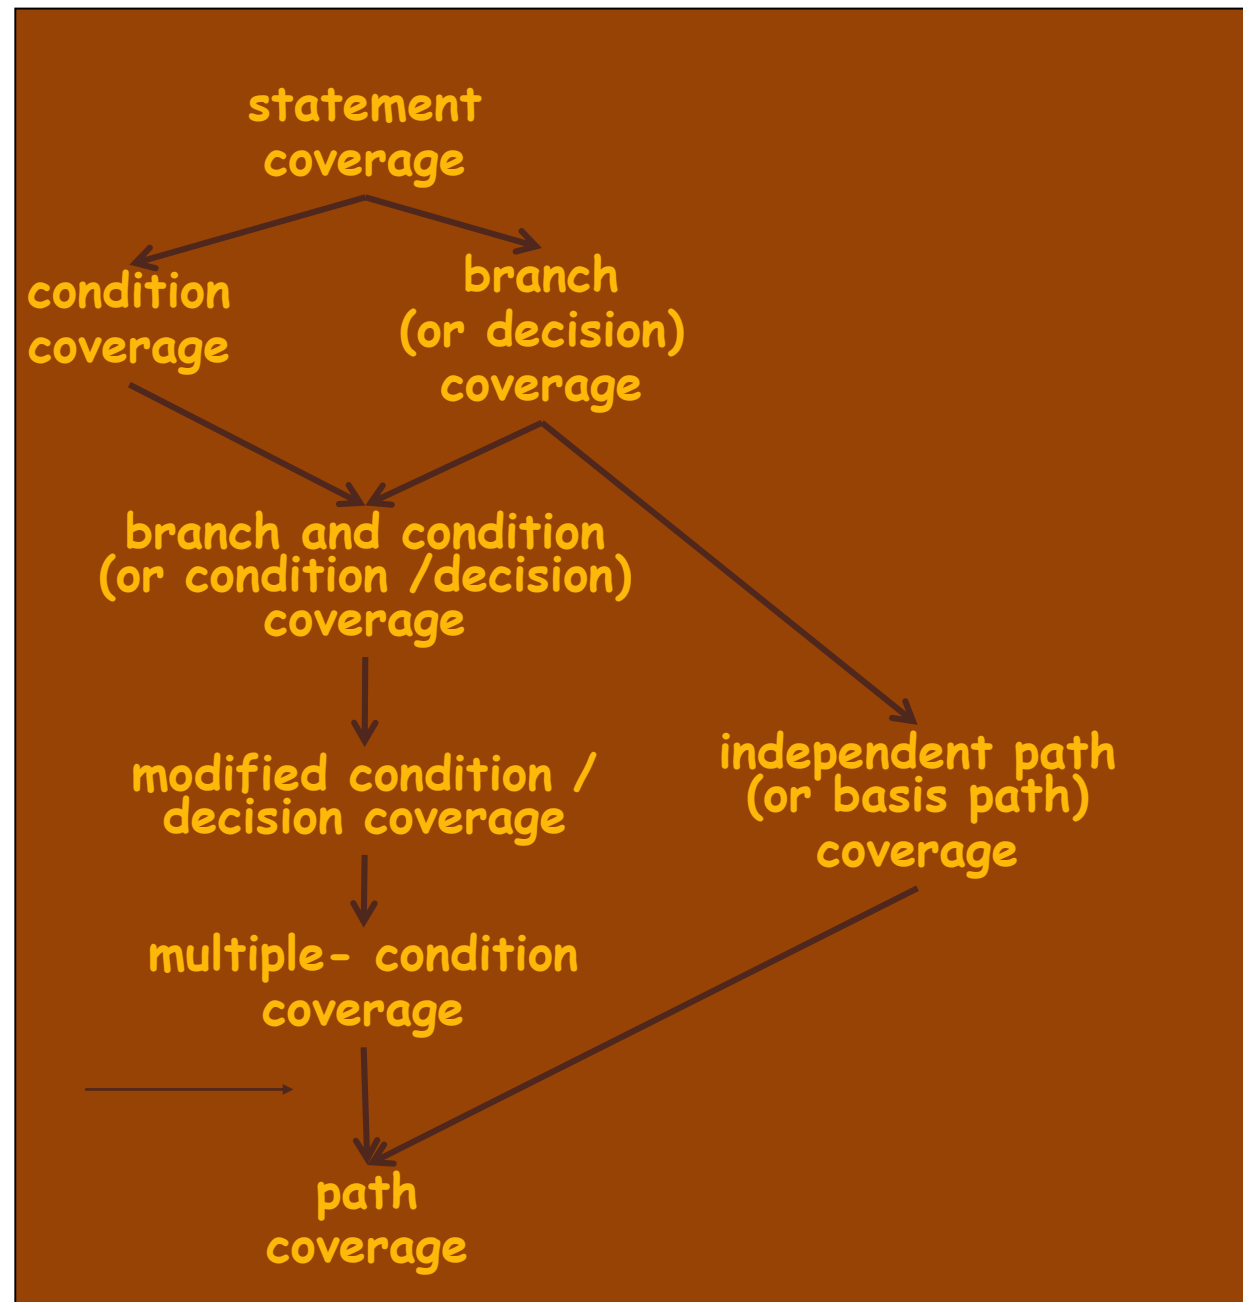 statement
coverage
condition
coverage
branch
(or decision)
coverage
branch and condition
(or condition /decision)
coverage
modified condition /
decision coverage
independent path
(or basis path)
coverage
multiple- condition
coverage
path
coverage